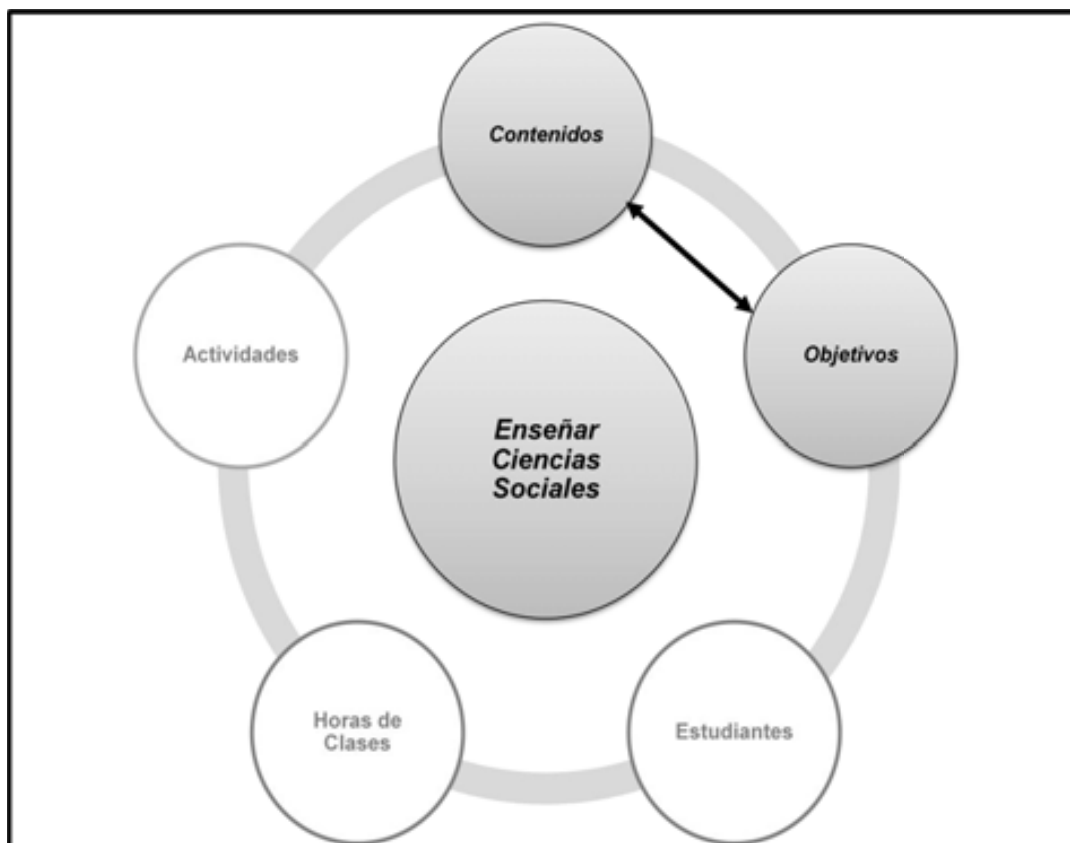 Contenidos
Objetivos
Actividades
Enseñar
Ciencias
Sociales
Horas de
Clases
Estudiantes